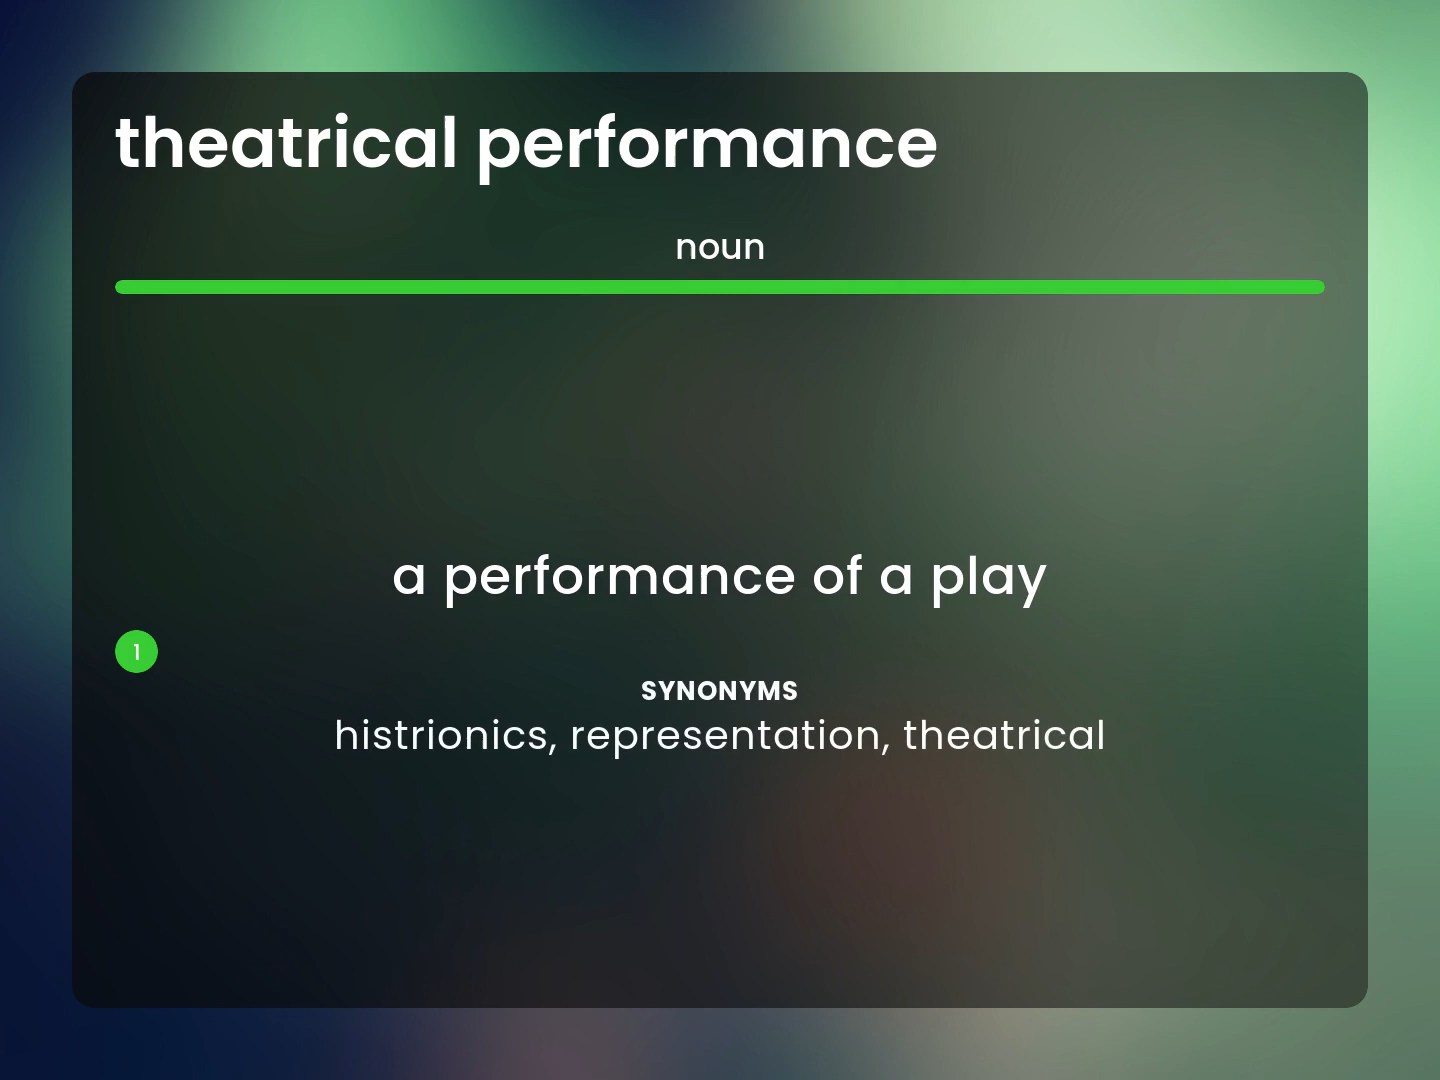 theatrical performance
noun
a performance of a play
1
SYNONYMS
histrionics, representation, theatrical